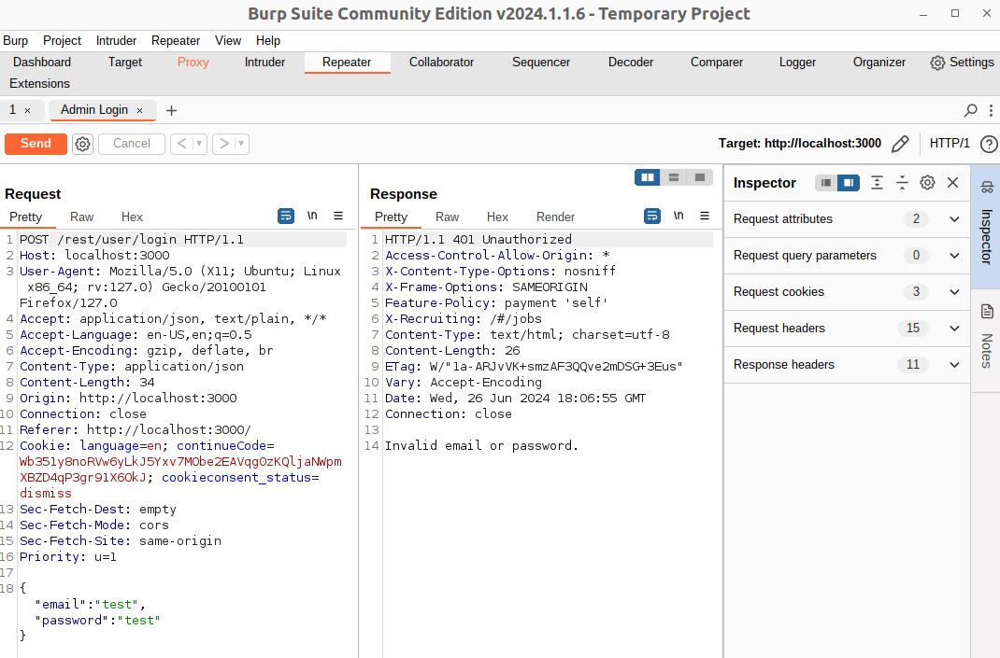 Burp Suite Community Edition v2024.1.1.6 - Temporary Project
Burp Project Intruder Repeater View Help
Dashboard Target Proxy Intruder Repeater Collaborator Sequencer Decoder Comparer Logger Organizer Settings
Extensions
1 × Admin Login × +
Send Cancel < > Target: http://localhost:3000 HTTP/1 ?
Request
Pretty Raw Hex \n
1 POST /rest/user/login HTTP/1.1
2 Host: localhost:3000
3 User-Agent: Mozilla/5.0 (X11; Ubuntu; Linux
x86_64; rv:127.0) Gecko/20100101
Firefox/127.0
4 Accept: application/json, text/plain, */*
5 Accept-Language: en-US,en;q=0.5
6 Accept-Encoding: gzip, deflate, br
7 Content-Type: application/json
8 Content-Length: 34
9 Origin: http://localhost:3000
10 Connection: close
11 Referer: http://localhost:3000/
12 Cookie: language=en; continueCode=
Wb351y8noRVw6yLkJ5Yxv7MObe2EAVqg0zKQljaNWpm
XBZD4qP3gr91X6OkJ; cookieconsent_status=
dismiss
13 Sec-Fetch-Dest: empty
14 Sec-Fetch-Mode: cors
15 Sec-Fetch-Site: same-origin
16 Priority: u=1
17
18 {
"email":"test",
"password":"test"
}
Response
Pretty Raw Hex Render \n
1 HTTP/1.1 401 Unauthorized
2 Access-Control-Allow-Origin: *
3 X-Content-Type-Options: nosniff
4 X-Frame-Options: SAMEORIGIN
5 Feature-Policy: payment 'self'
6 X-Recruiting: /#/jobs
7 Content-Type: text/html; charset=utf-8
8 Content-Length: 26
9 ETag: W/"1a-ARJvVK+smzAF3QQve2mDSG+3Eus"
10 Vary: Accept-Encoding
11 Date: Wed, 26 Jun 2024 18:06:55 GMT
12 Connection: close
13
14 Invalid email or password.
Inspector
Request attributes 2
Request query parameters 0
Request cookies 3
Request headers 15
Response headers 11
Inspector
Notes